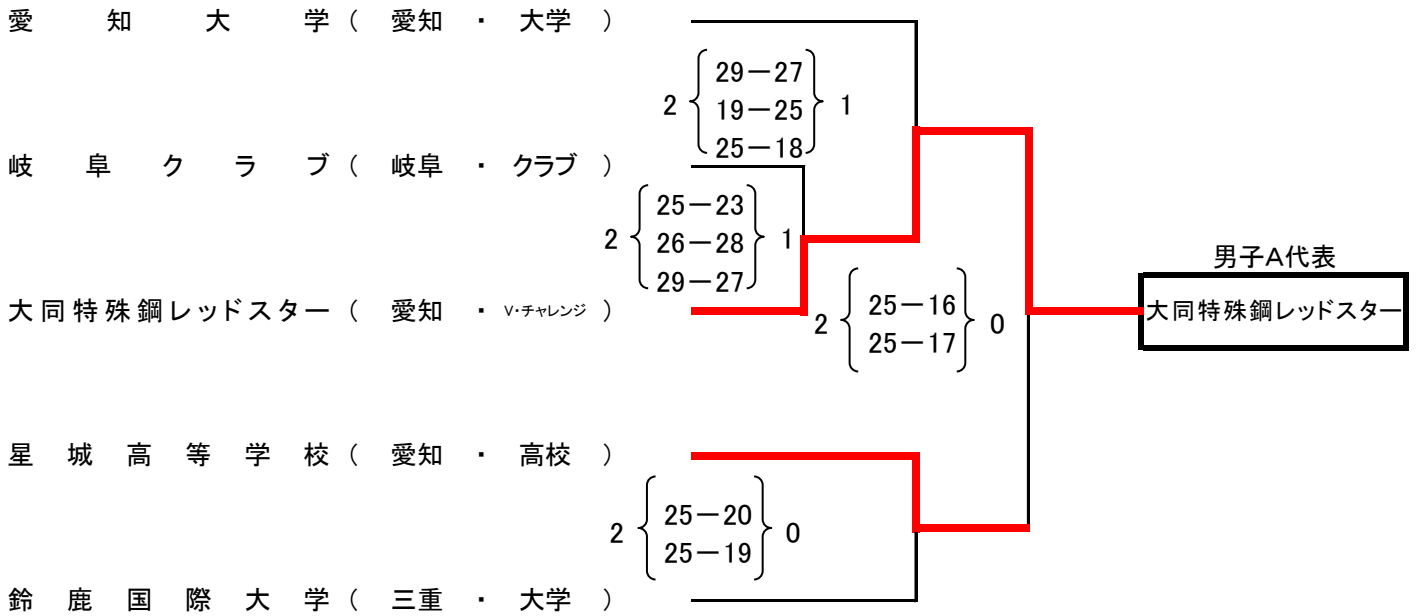 愛知大学(愛知・大学)
29-27
2 19-25 1
25-18
岐阜クラブ(岐阜・クラブ)
25-23
2 26-28 1
29-27
男子A代表
大同特殊鋼レッドスター(愛知・V・チャレンジ)
25-16
2 0
25-17
大同特殊鋼レッドスター
星城高等学校(愛知・高校)
25-20
2 0
25-19
鈴鹿国際大学(三重・大学)